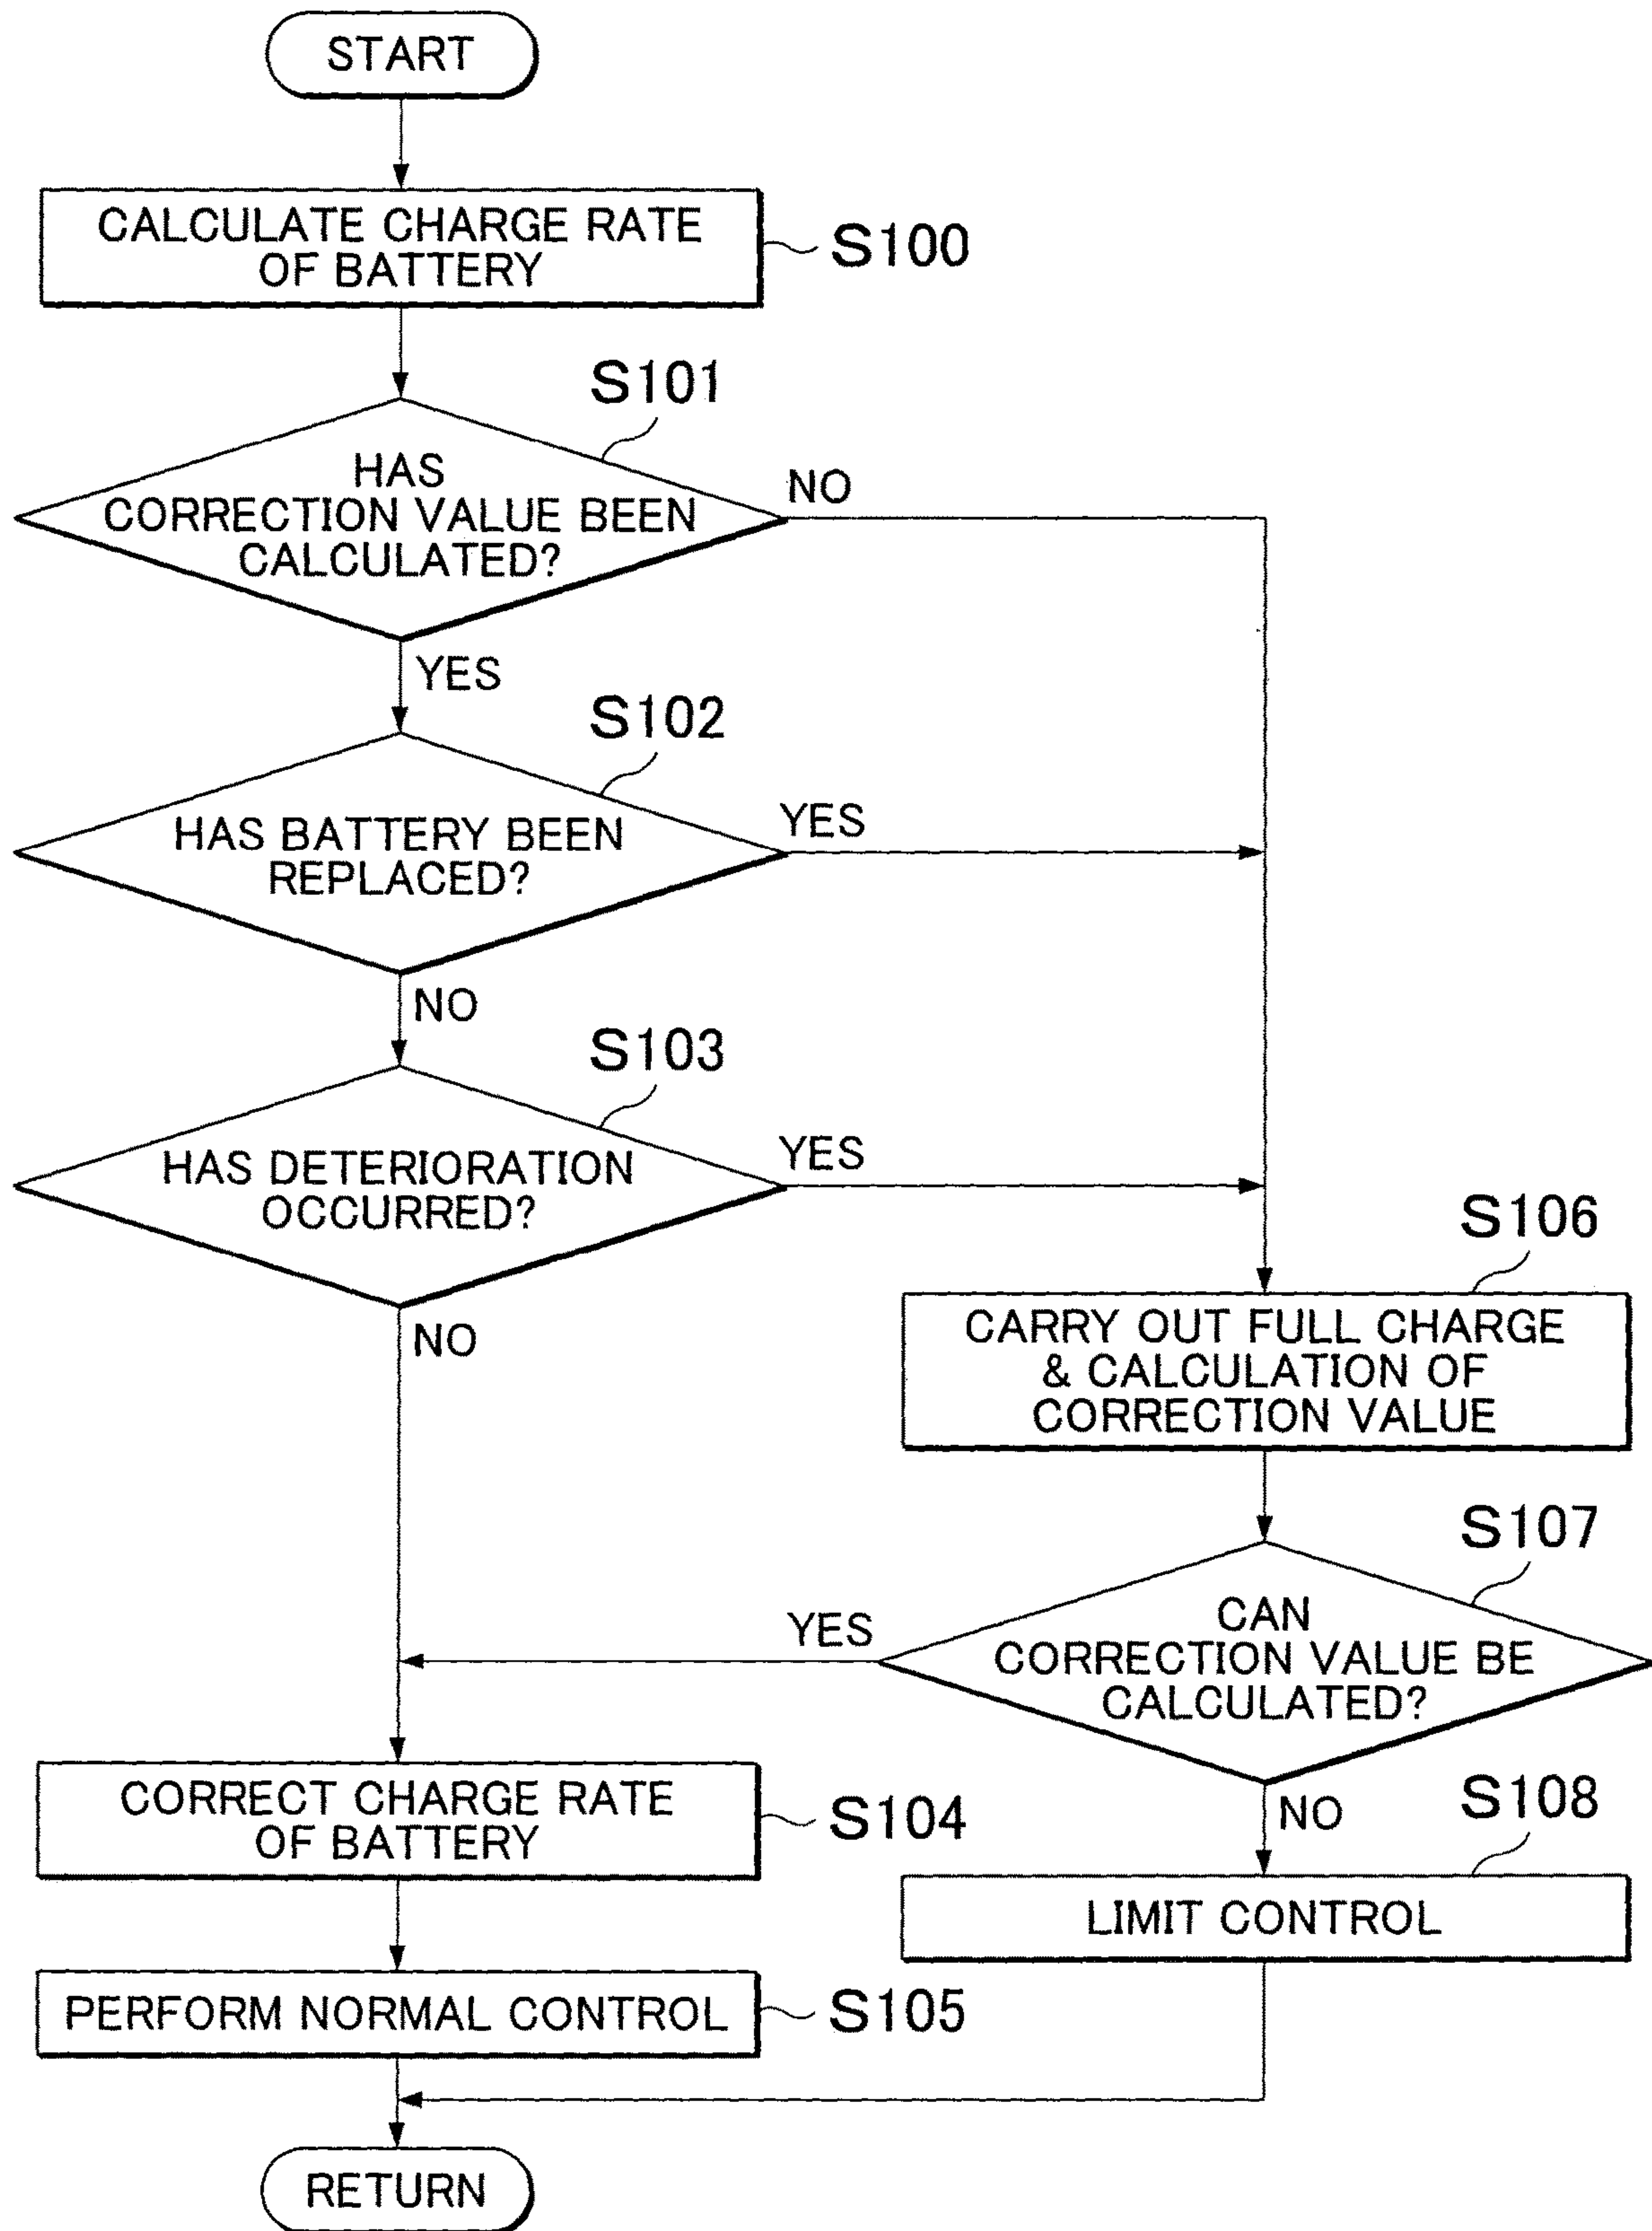 START
CALCULATE CHARGE RATE
OF BATTERY
S100
S101
HAS
CORRECTION VALUE BEEN
CALCULATED?
NO
YES
S102
HAS BATTERY BEEN
REPLACED?
YES
NO
S103
HAS DETERIORATION
OCCURRED?
YES
NO
S106
CARRY OUT FULL CHARGE
& CALCULATION OF
CORRECTION VALUE
S107
CAN
CORRECTION VALUE BE
CALCULATED?
YES
NO
CORRECT CHARGE RATE
OF BATTERY
S104
S108
LIMIT CONTROL
PERFORM NORMAL CONTROL
S105
RETURN